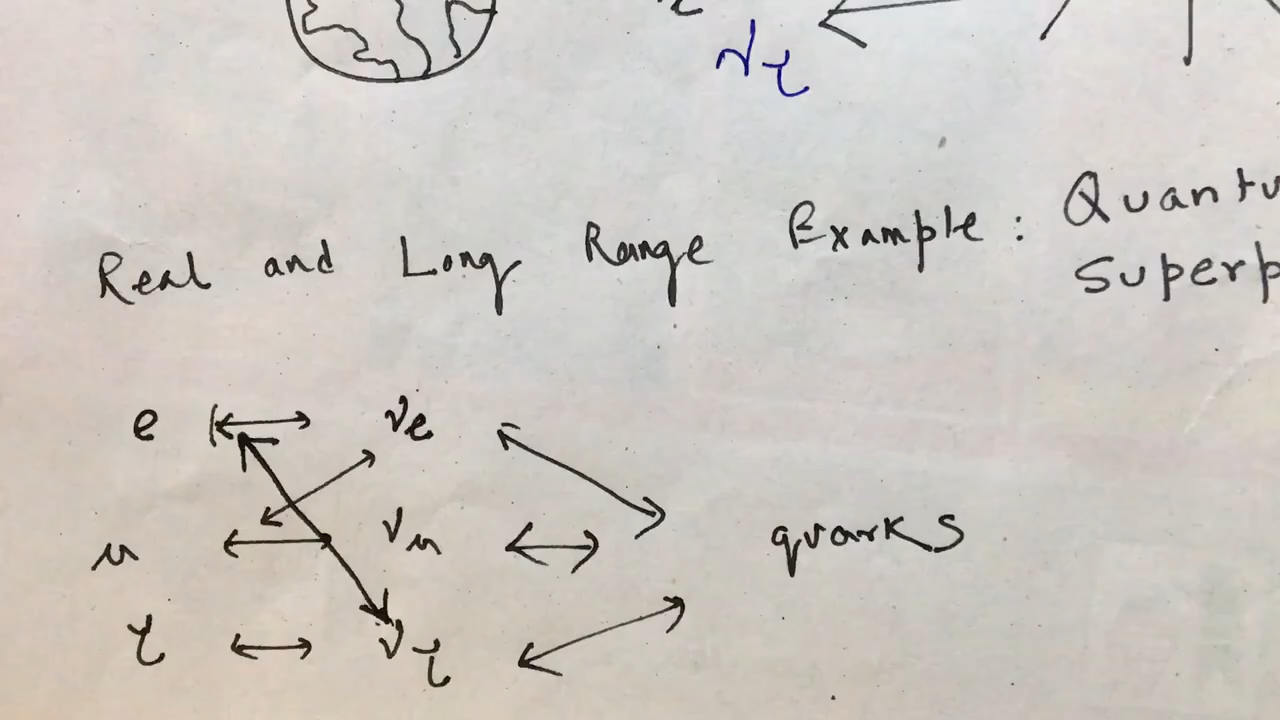 ντ
Real and Long Range Example: Quantu
superp
e νe
μ νμ quarks
τ ντ